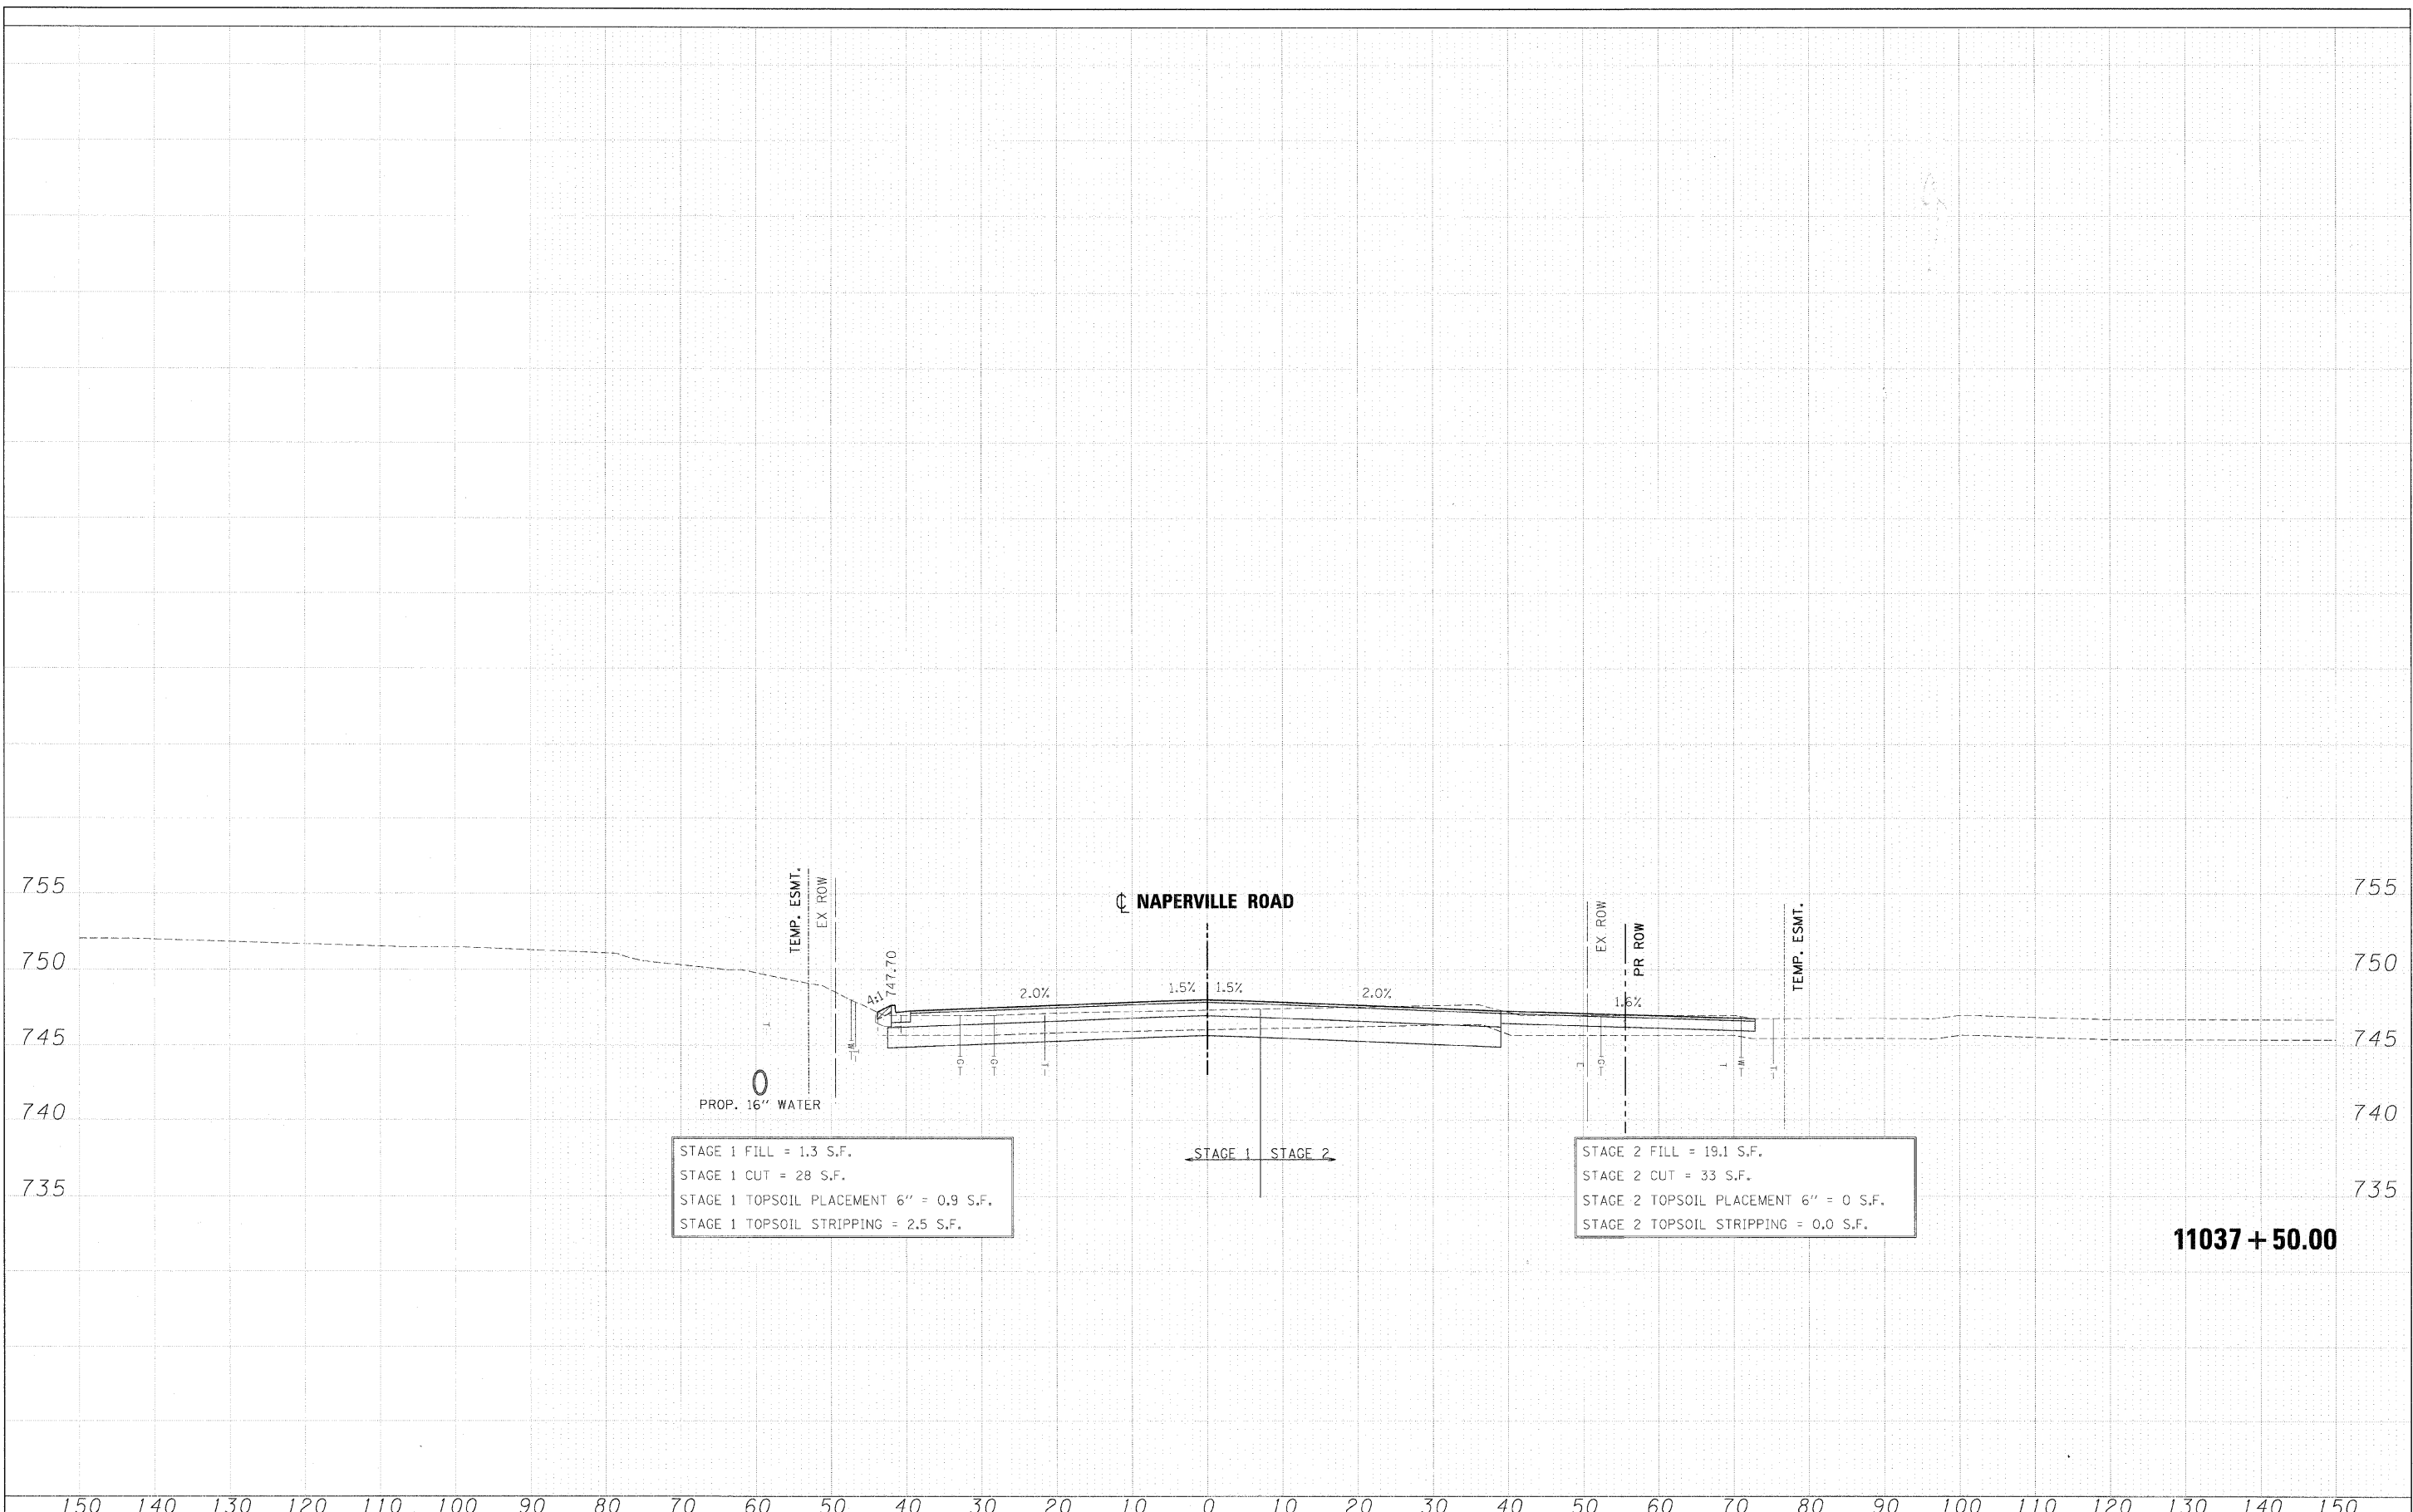 755
750
745
740
735
TEMP. ESMT.
EX ROW
747.70
4:1
2.0%
1.5%
℄ NAPERVILLE ROAD
1.5%
2.0%
EX ROW
PR ROW
1.6%
TEMP. ESMT.
755
750
745
740
735
PROP. 16" WATER
STAGE 1 FILL = 1.3 S.F.
STAGE 1 CUT = 28 S.F.
STAGE 1 TOPSOIL PLACEMENT 6" = 0.9 S.F.
STAGE 1 TOPSOIL STRIPPING = 2.5 S.F.
STAGE 1 STAGE 2
STAGE 2 FILL = 19.1 S.F.
STAGE 2 CUT = 33 S.F.
STAGE 2 TOPSOIL PLACEMENT 6" = 0 S.F.
STAGE 2 TOPSOIL STRIPPING = 0.0 S.F.
11037+50.00
150 140 130 120 110 100 90 80 70 60 50 40 30 20 10 0 10 20 30 40 50 60 70 80 90 100 110 120 130 140 150